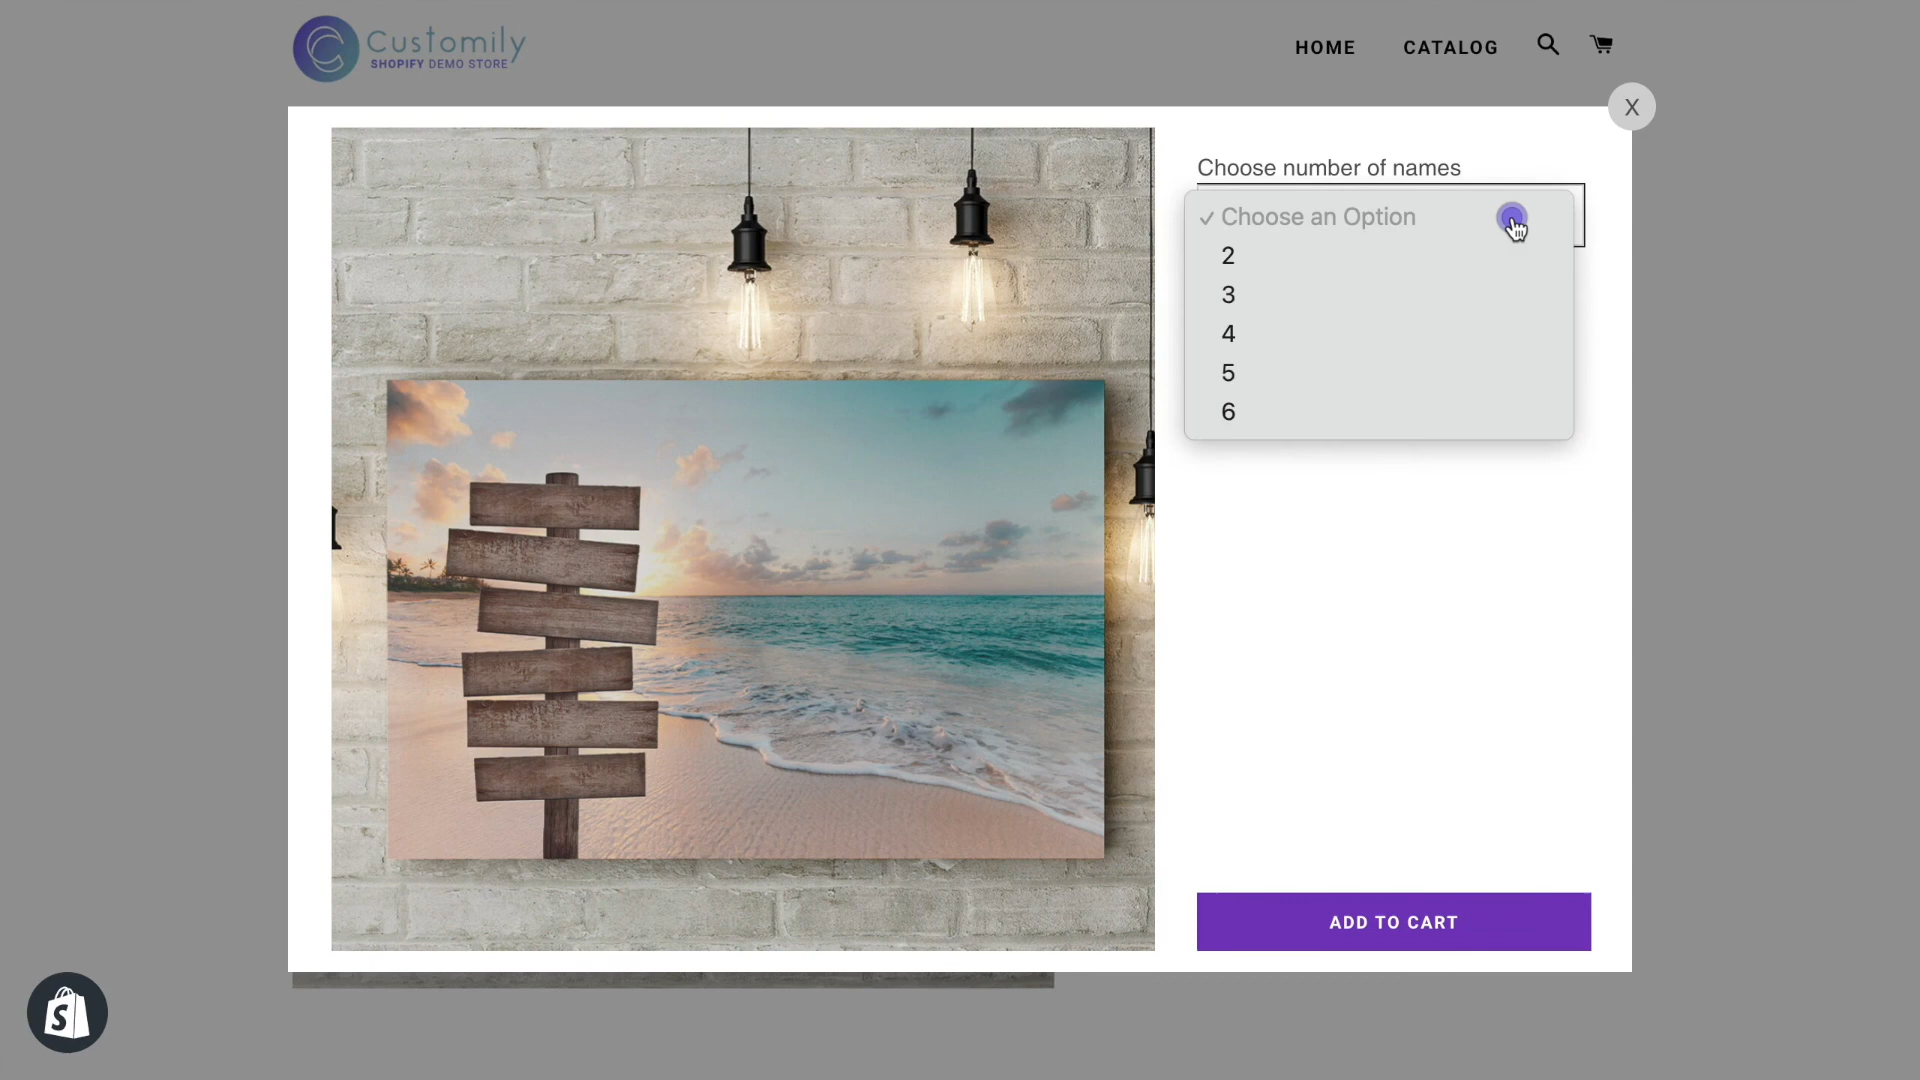 Customily
SHOPIFY DEMO STORE
HOME
CATALOG
X
Choose number of names
✓ Choose an Option
2
3
4
5
6
ADD TO CART